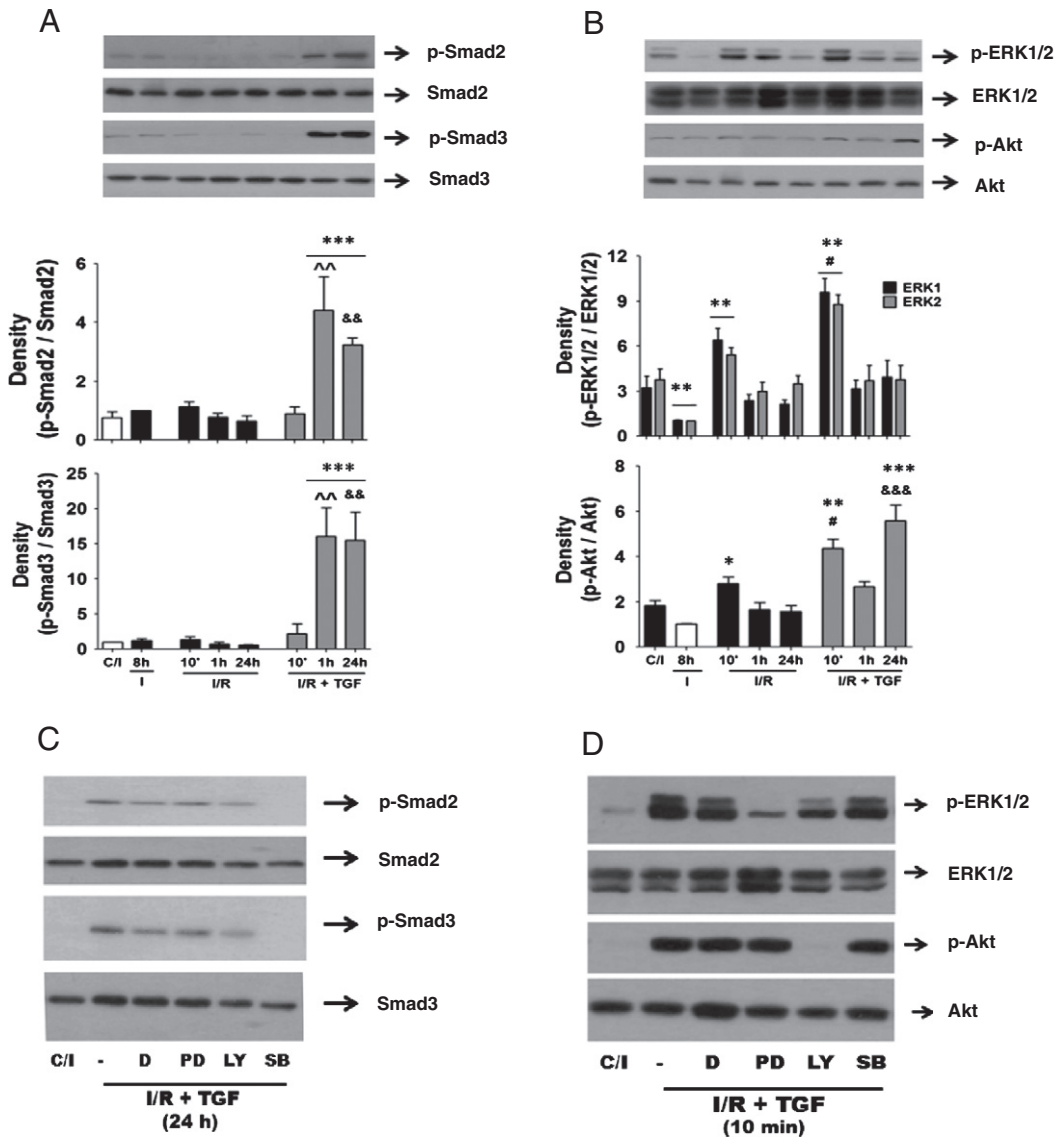 A
p-Smad2
Smad2
p-Smad3
Smad3
Density
(p-Smad2 / Smad2)
6
4
2
0
***
^^
&&
Density
(p-Smad3 / Smad3)
25
20
15
10
5
0
***
^^
&&
C/I 8h 10' 1h 24h 10' 1h 24h
I I/R I/R + TGF
B
p-ERK1/2
ERK1/2
p-Akt
Akt
Density
(p-ERK1/2 / ERK1/2)
12
9
6
3
0
**
**
**
#
ERK1
ERK2
Density
(p-Akt / Akt)
8
6
4
2
0
*
**
#
***
&&&
C/I 8h 10' 1h 24h 10' 1h 24h
I I/R I/R + TGF
C
p-Smad2
Smad2
p-Smad3
Smad3
C/I - D PD LY SB
I/R + TGF
(24 h)
D
p-ERK1/2
ERK1/2
p-Akt
Akt
C/I - D PD LY SB
I/R + TGF
(10 min)